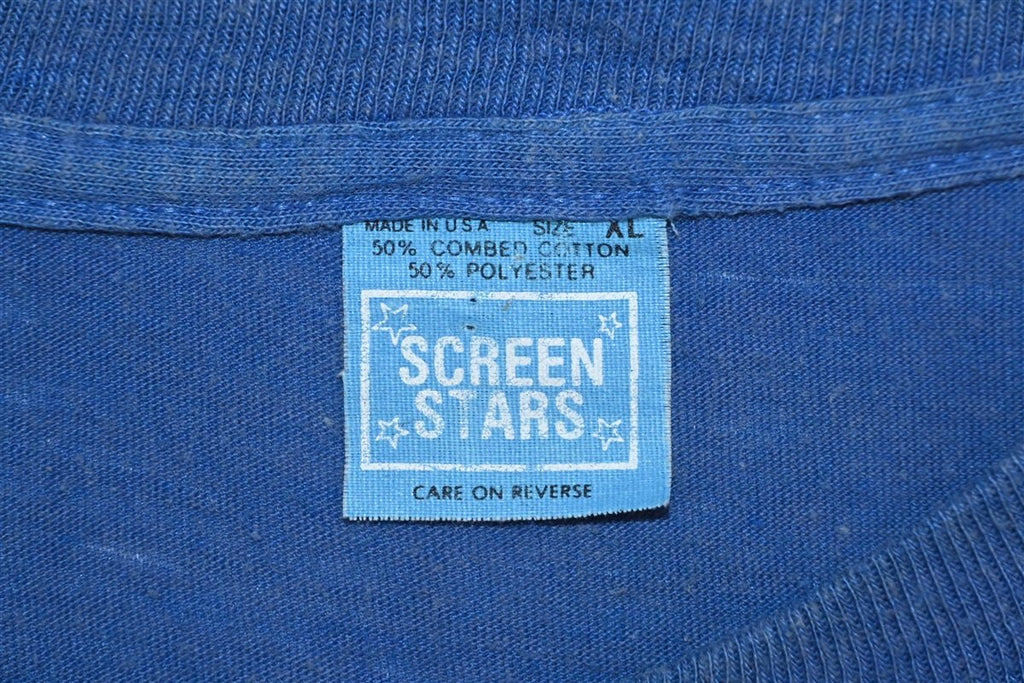 MADE IN U S A SIZE XL
50% COMBED COTTON
50% POLYESTER
SCREEN
STARS
CARE ON REVERSE